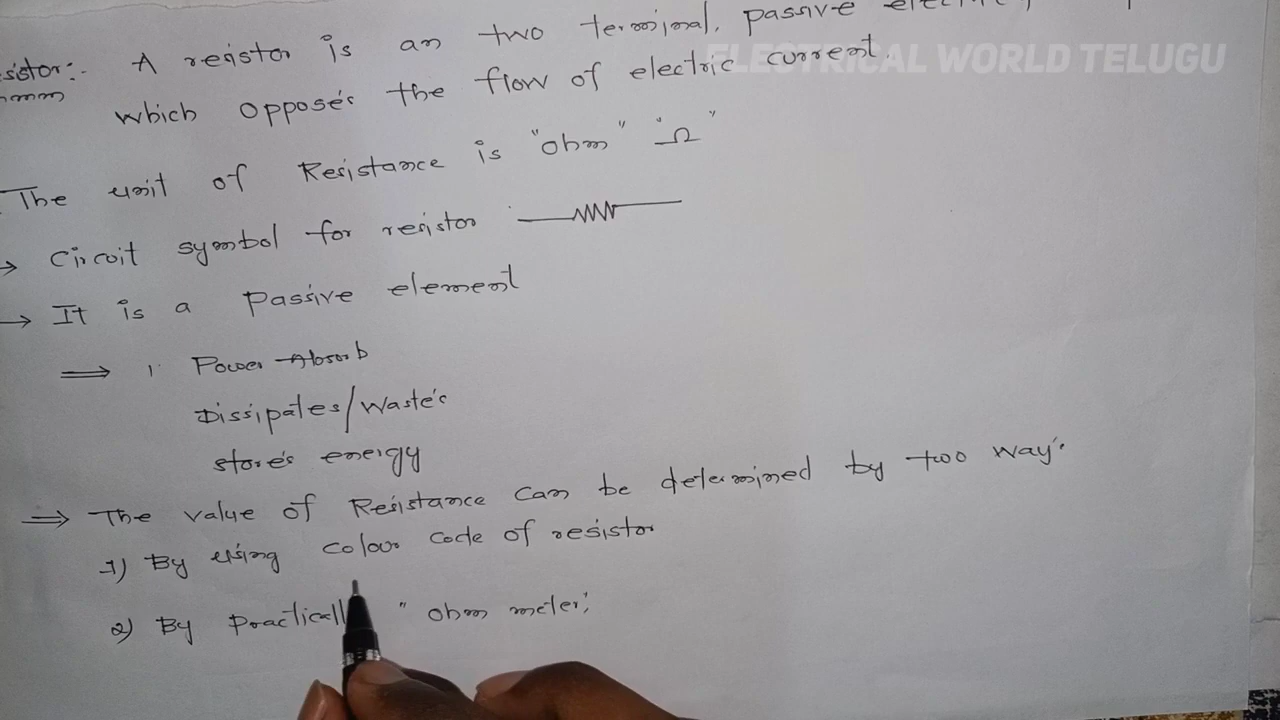 sistor:- A resistor is an two terminal, passive
ELECTRICAL WORLD TELUGU
which opposes the flow of electric current.
The unit of Resistance is "ohm" "Ω"
→ Circuit symbol for resistor
→ It is a passive element
⇒ 1. Power Absorb
Dissipates/Wastes
stores energy
⇒ The value of Resistance can be determined by two ways.
1) By using colour code of resistor
2) By practicall " ohm meter;